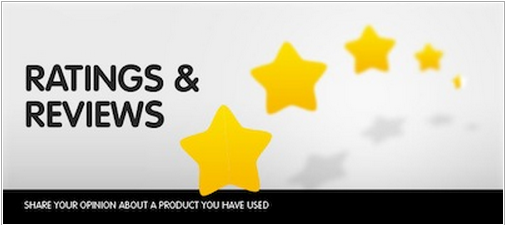 RATINGS &
REVIEWS
SHARE YOUR OPINION ABOUT A PRODUCT YOU HAVE USED